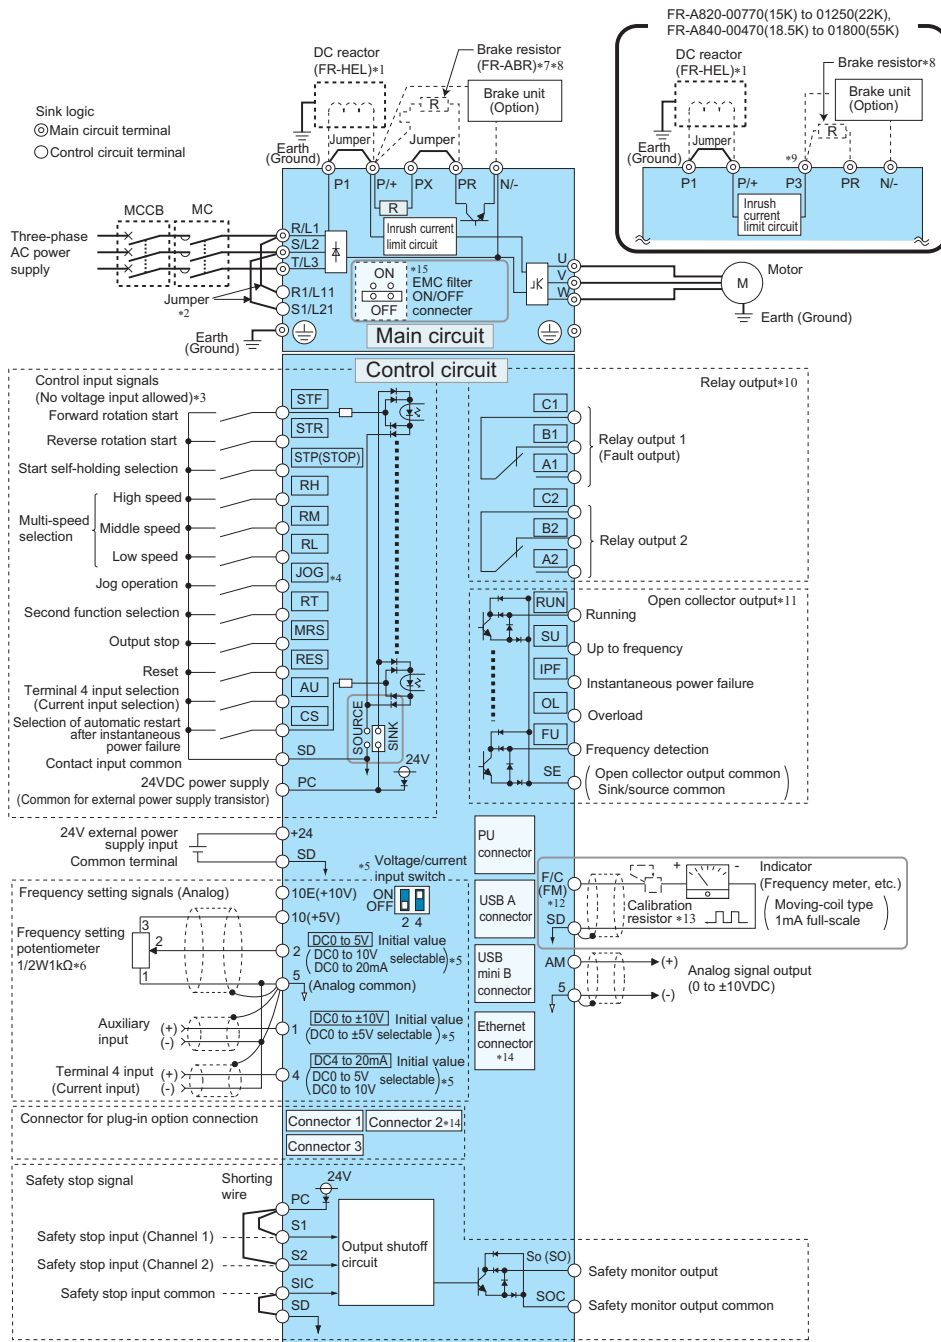 FR-A820-00770(15K) to 01250(22K),
FR-A840-00470(18.5K) to 01800(55K)
DC reactor
(FR-HEL)*1
Brake resistor*8
Brake unit
(Option)
R
Jumper
Earth
(Ground)
*9
P1
P/+
P3
PR
N/-
Inrush
current
limit circuit
Sink logic
Main circuit terminal
Control circuit terminal
DC reactor
(FR-HEL)*1
Brake resistor
(FR-ABR)*7*8
Brake unit
(Option)
R
Earth
(Ground)
Jumper
Jumper
P1
P/+
PX
PR
N/-
R
Inrush current
limit circuit
MCCB
MC
Three-phase
AC power
supply
R/L1
S/L2
T/L3
R1/L11
S1/L21
Jumper
*2
Earth
(Ground)
ON
OFF
*15
EMC filter
ON/OFF
connecter
U
V
W
Motor
M
Earth (Ground)
Main circuit
Control circuit
Control input signals
(No voltage input allowed)*3
Forward rotation start
STF
Reverse rotation start
STR
Start self-holding selection
STP(STOP)
Multi-speed
selection
High speed
RH
Middle speed
RM
Low speed
RL
Jog operation
JOG*4
Second function selection
RT
Output stop
MRS
Reset
RES
Terminal 4 input selection
(Current input selection)
AU
Selection of automatic restart
after instantaneous
power failure
CS
Contact input common
SD
24VDC power supply
(Common for external power supply transistor)
PC
SOURCE
SINK
24V
Relay output*10
C1
B1
A1
Relay output 1
(Fault output)
C2
B2
A2
Relay output 2
Open collector output*11
RUN
Running
SU
Up to frequency
IPF
Instantaneous power failure
OL
Overload
FU
Frequency detection
SE
Open collector output common
Sink/source common
24V external power
supply input
+24
Common terminal
SD
*5 Voltage/current
input switch
ON
OFF
2 4
Frequency setting signals (Analog)
10E(+10V)
10(+5V)
Frequency setting
potentiometer
1/2W1kΩ*6
3
2
1
2
DC0 to 5V Initial value
DC0 to 10V
DC0 to 20mA
selectable *5
5
(Analog common)
Auxiliary
input
(+)
(-)
1
DC0 to ±10V Initial value
(DC0 to ±5V selectable) *5
Terminal 4 input
(Current input)
(+)
(-)
4
DC4 to 20mA Initial value
DC0 to 5V
DC0 to 10V
selectable *5
PU
connector
USB A
connector
USB
mini B
connector
Ethernet
connector
*14
F/C
(FM)
*12
SD
Calibration
resistor *13
+
-
Indicator
(Frequency meter, etc.)
Moving-coil type
1mA full-scale
AM
5
(+)
(-)
Analog signal output
(0 to ±10VDC)
Connector for plug-in option connection
Connector 1
Connector 2*14
Connector 3
Safety stop signal
Shorting
wire
24V
PC
Safety stop input (Channel 1)
S1
Safety stop input (Channel 2)
S2
Safety stop input common
SIC
SD
Output shutoff
circuit
So (SO)
Safety monitor output
SOC
Safety monitor output common